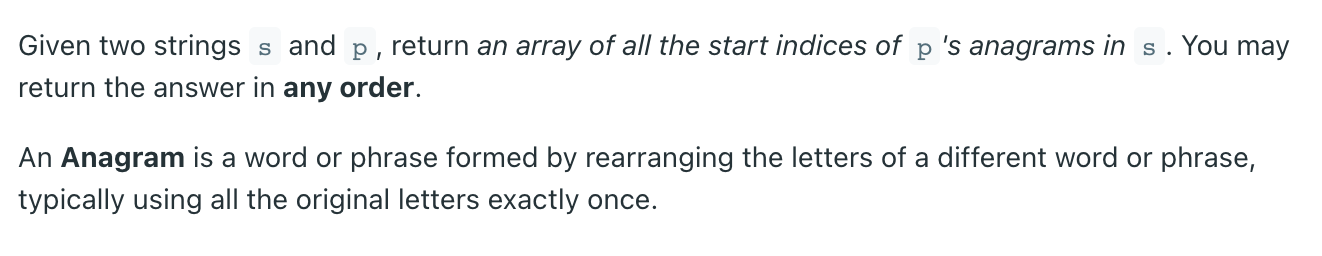 Given two strings s and p, return an array of all the start indices of p's anagrams in s. You may
return the answer in any order.
An Anagram is a word or phrase formed by rearranging the letters of a different word or phrase,
typically using all the original letters exactly once.